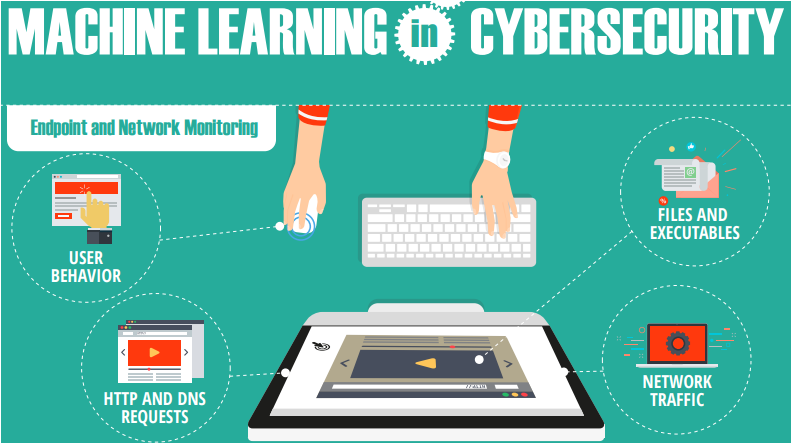 MACHINE LEARNING in CYBERSECURITY
Endpoint and Network Monitoring
USER
BEHAVIOR
FILES AND
EXECUTABLES
HTTP AND DNS
REQUESTS
NETWORK
TRAFFIC